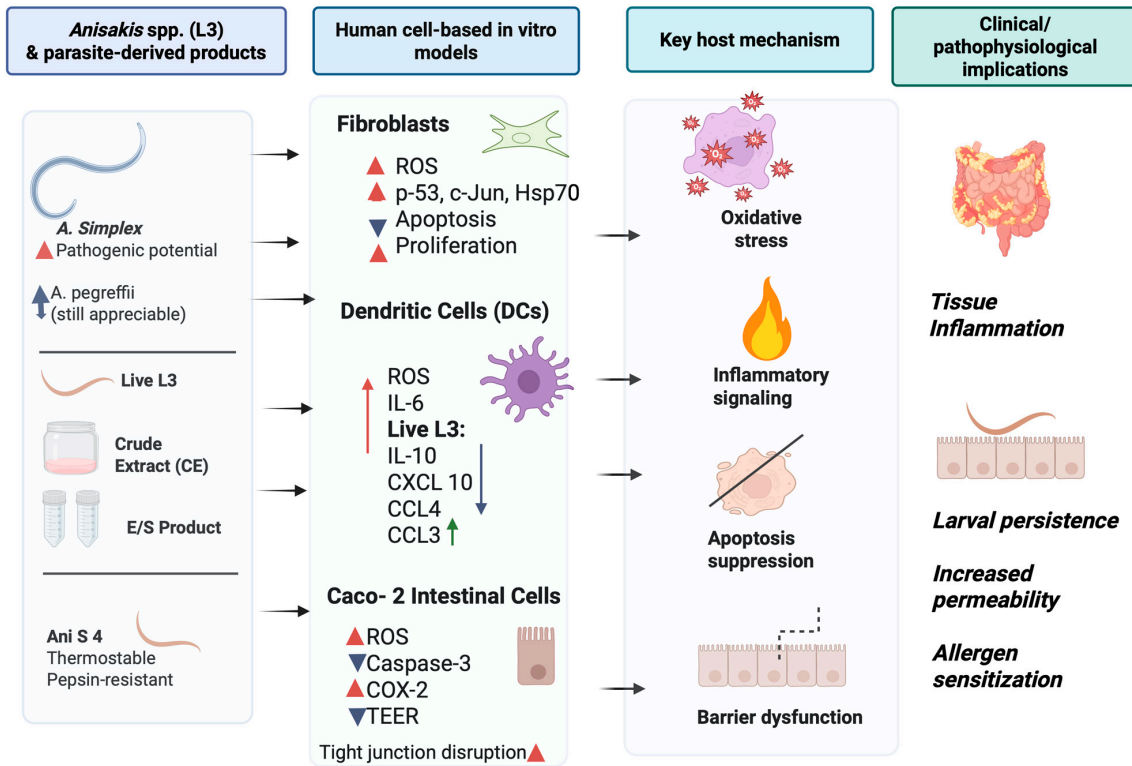 Anisakis spp. (L3)
& parasite-derived products
A. Simplex
Pathogenic potential
A. pegreffii
(still appreciable)
Live L3
Crude
Extract (CE)
E/S Product
Ani S 4
Thermostable
Pepsin-resistant
Human cell-based in vitro
models
Fibroblasts
ROS
p-53, c-Jun, Hsp70
Apoptosis
Proliferation
Dendritic Cells (DCs)
ROS
IL-6
Live L3:
IL-10
CXCL 10
CCL4
CCL3
Caco- 2 Intestinal Cells
ROS
Caspase-3
COX-2
TEER
Tight junction disruption
Key host mechanism
Oxidative
stress
Inflammatory
signaling
Apoptosis
suppression
Barrier dysfunction
Clinical/
pathophysiological
implications
Tissue
Inflammation
Larval persistence
Increased
permeability
Allergen
sensitization